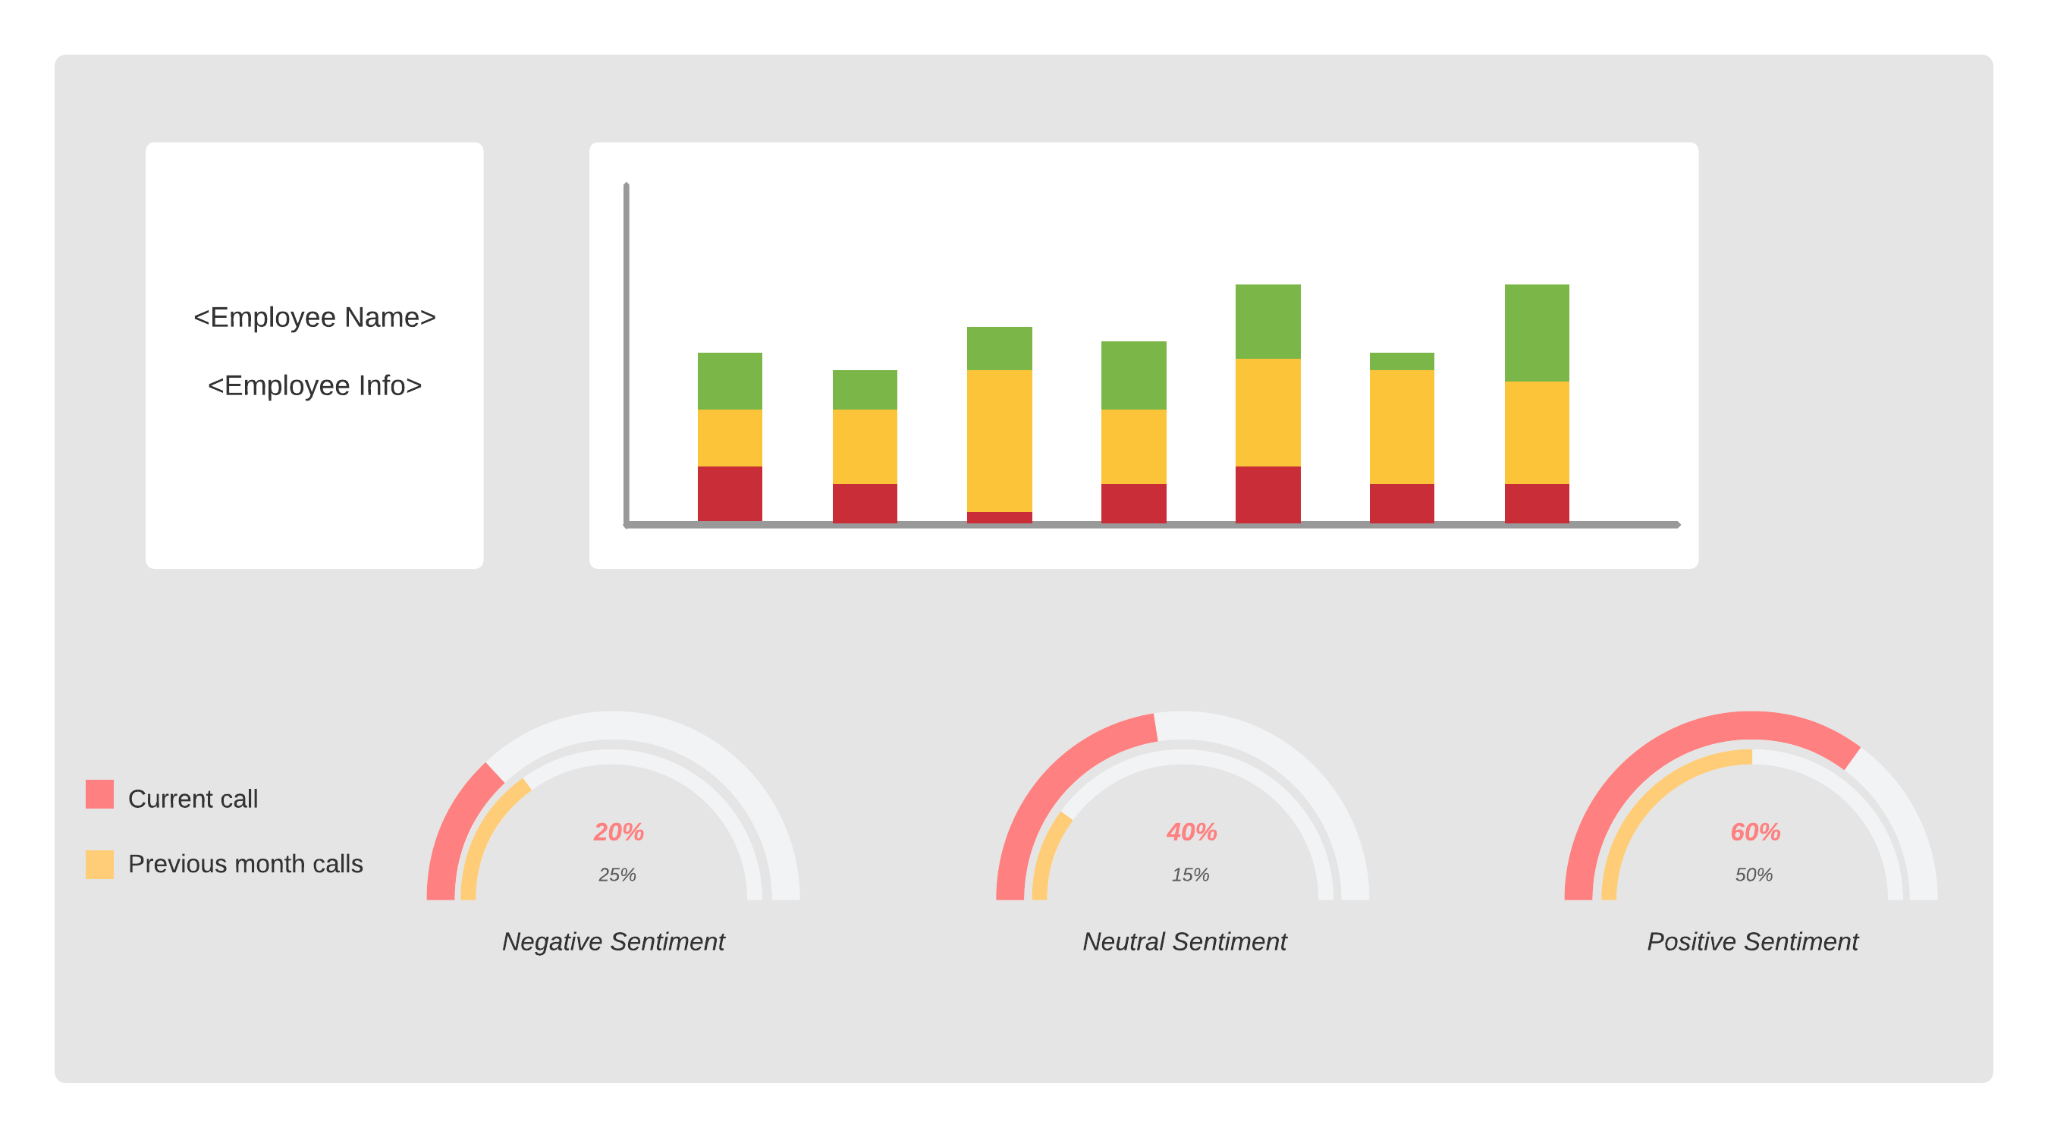 <Employee Name>
<Employee Info>
Current call
Previous month calls
20%
25%
Negative Sentiment
40%
15%
Neutral Sentiment
60%
50%
Positive Sentiment